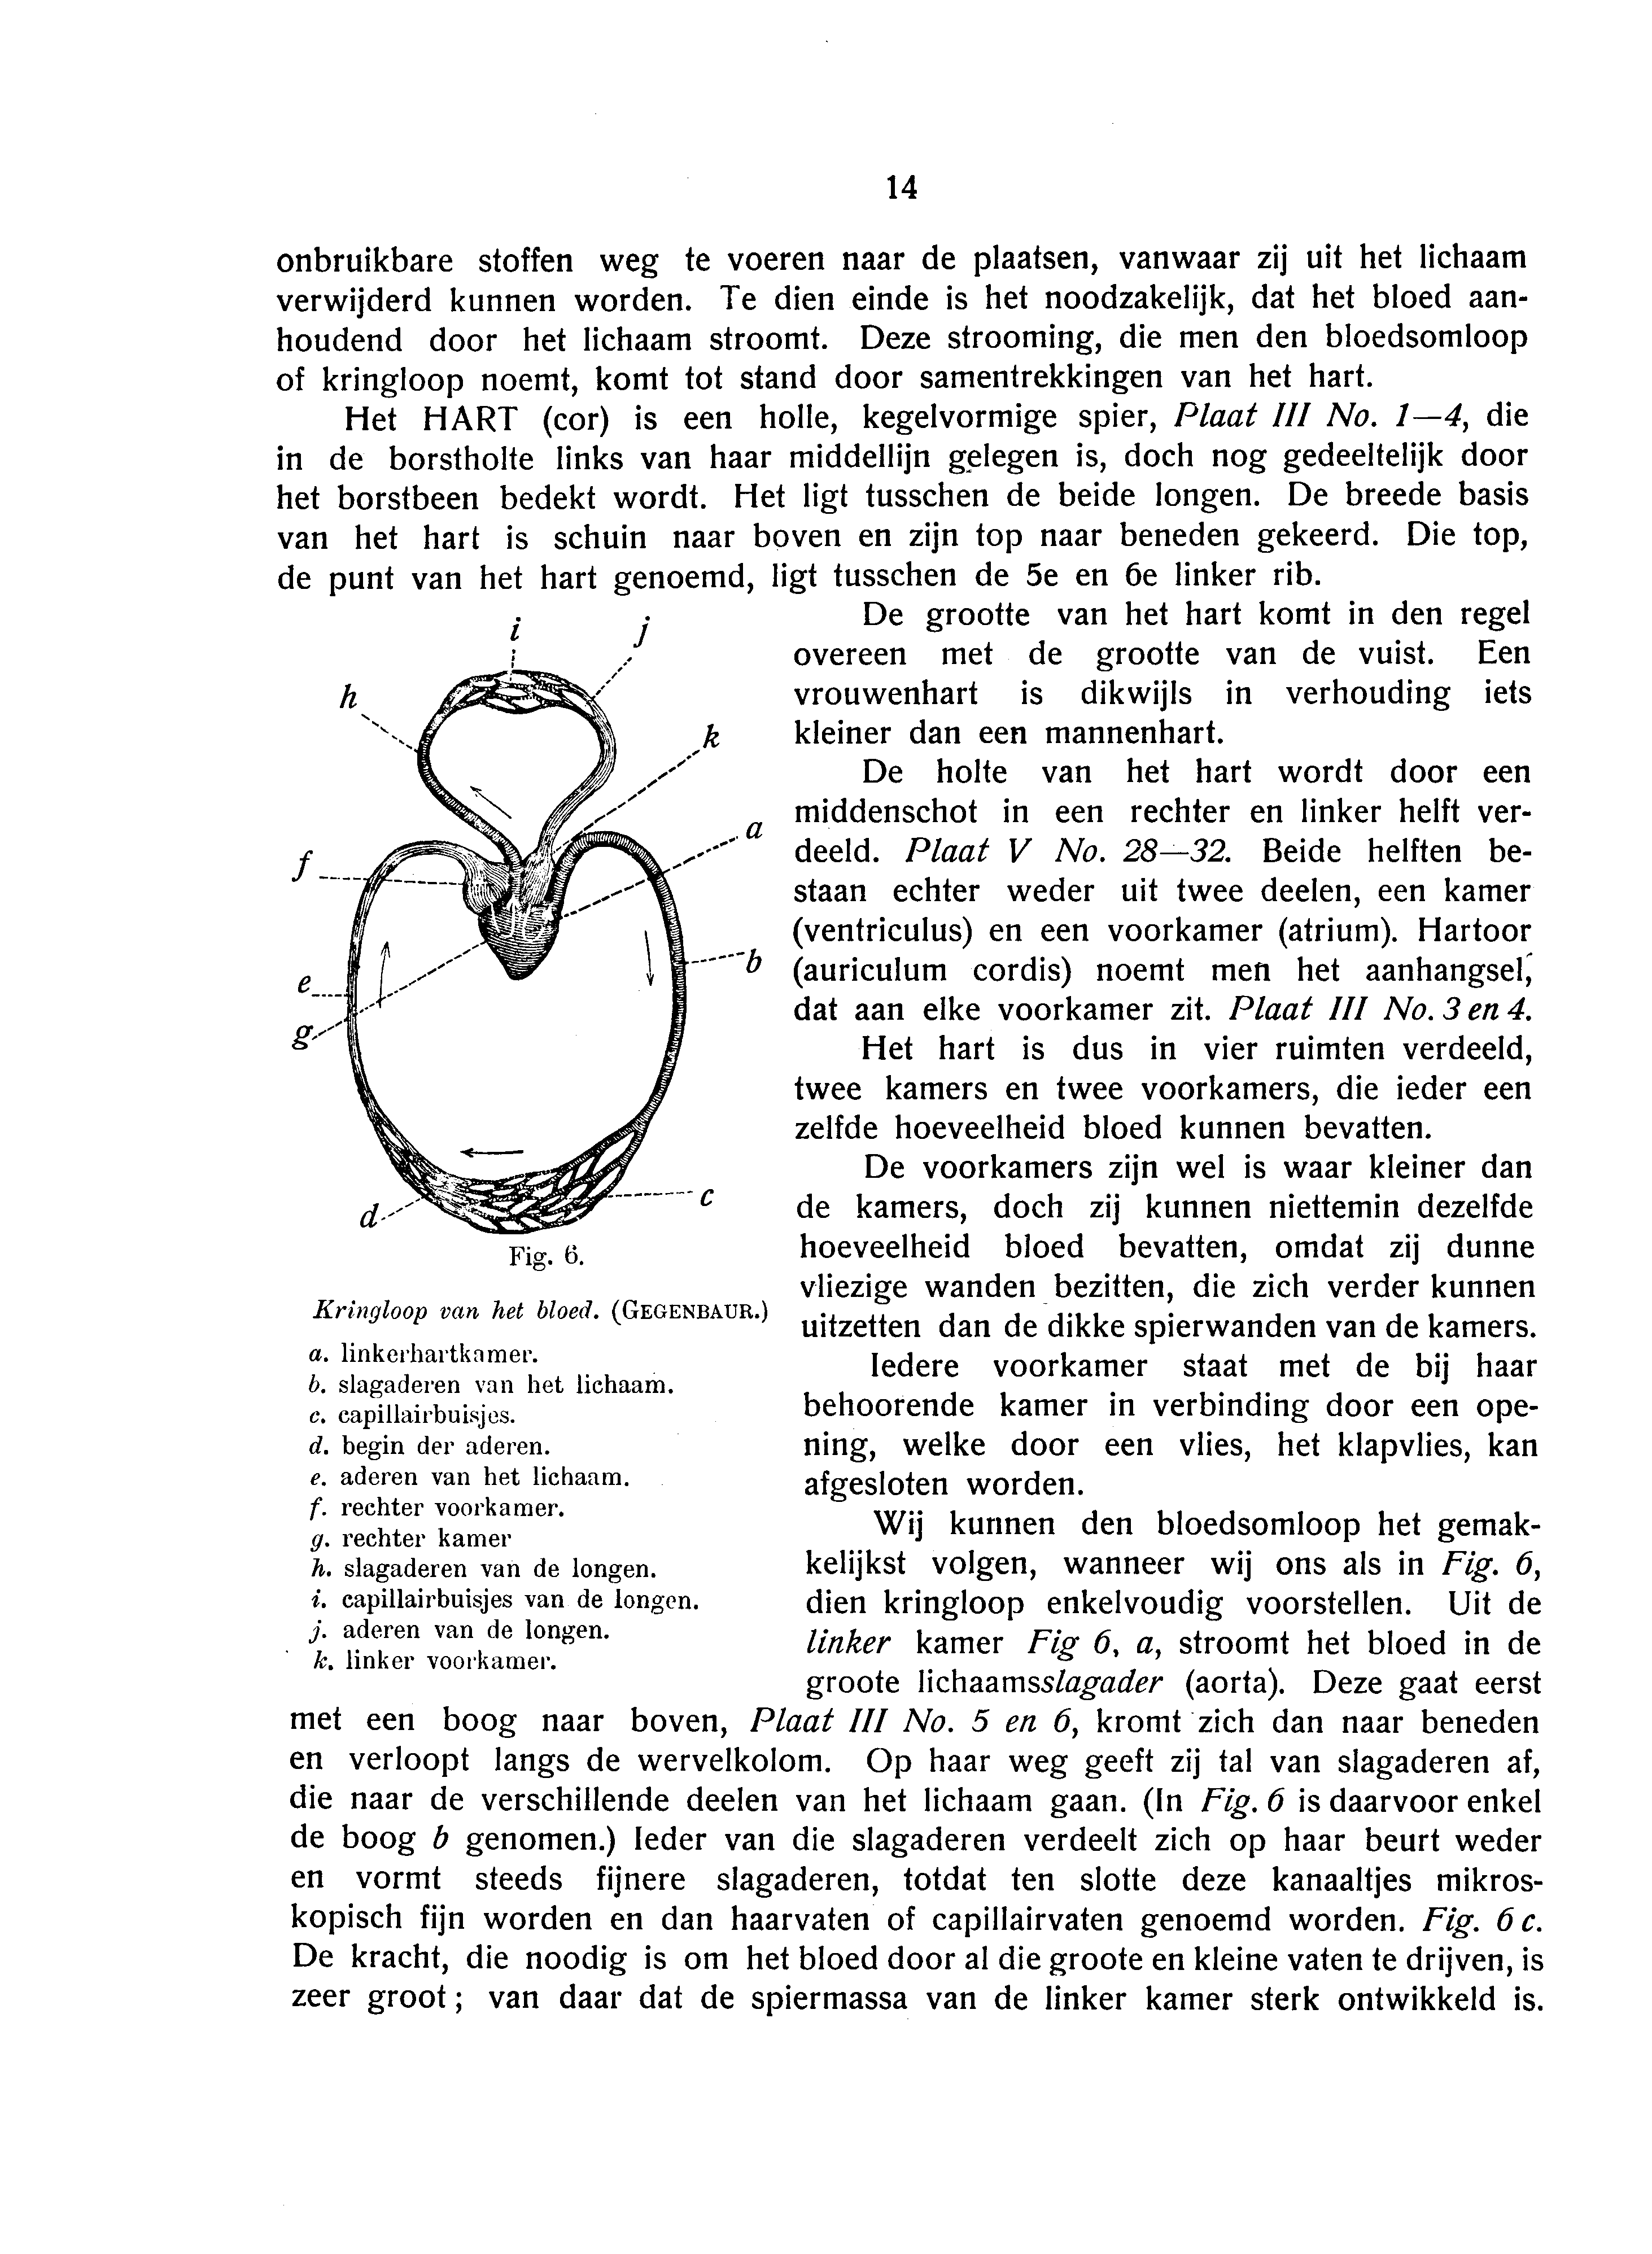 14
onbruikbare stoffen weg te voeren naar de plaatsen, vanwaar zij uit het lichaam
verwijderd kunnen worden. Te dien einde is het noodzakelijk, dat het bloed aan-
houdend door het lichaam stroomt. Deze strooming, die men den bloedsomloop
of kringloop noemt, komt tot stand door samentrekkingen van het hart.
Het HART (cor) is een holle, kegelvormige spier, Plaat III No. 1—4, die
in de borstholte links van haar middellijn gelegen is, doch nog gedeeltelijk door
het borstbeen bedekt wordt. Het ligt tusschen de beide longen. De breede basis
van het hart is schuin naar boven en zijn top naar beneden gekeerd. Die top,
de punt van het hart genoemd, ligt tusschen de 5e en 6e linker rib.
i
j
h
k
a
f
b
e
g
c
d
Fig. 6.
Kringloop van het bloed. (GEGENBAUR.)
a. linkerhartkamer.
b. slagaderen van het lichaam.
c. capillairbuisjes.
d. begin der aderen.
e. aderen van het lichaam.
f. rechter voorkamer.
g. rechter kamer
h. slagaderen van de longen.
i. capillairbuisjes van de longen.
j. aderen van de longen.
k. linker voorkamer.
De grootte van het hart komt in den regel
overeen met de grootte van de vuist. Een
vrouwenhart is dikwijls in verhouding iets
kleiner dan een mannenhart.
De holte van het hart wordt door een
middenschot in een rechter en linker helft ver-
deeld. Plaat V No. 28—32. Beide helften be-
staan echter weder uit twee deelen, een kamer
(ventriculus) en een voorkamer (atrium). Hartoor
(auriculum cordis) noemt men het aanhangsel,
dat aan elke voorkamer zit. Plaat III No. 3 en 4.
Het hart is dus in vier ruimten verdeeld,
twee kamers en twee voorkamers, die ieder een
zelfde hoeveelheid bloed kunnen bevatten.
De voorkamers zijn wel is waar kleiner dan
de kamers, doch zij kunnen niettemin dezelfde
hoeveelheid bloed bevatten, omdat zij dunne
vliezige wanden bezitten, die zich verder kunnen
uitzetten dan de dikke spierwanden van de kamers.
Iedere voorkamer staat met de bij haar
behoorende kamer in verbinding door een ope-
ning, welke door een vlies, het klapvlies, kan
afgesloten worden.
Wij kunnen den bloedsomloop het gemak-
kelijkst volgen, wanneer wij ons als in Fig. 6,
dien kringloop enkelvoudig voorstellen. Uit de
linker kamer Fig 6, a, stroomt het bloed in de
groote lichaamsslagader (aorta). Deze gaat eerst
met een boog naar boven, Plaat III No. 5 en 6, kromt zich dan naar beneden
en verloopt langs de wervelkolom. Op haar weg geeft zij tal van slagaderen af,
die naar de verschillende deelen van het lichaam gaan. (In Fig. 6 is daarvoor enkel
de boog b genomen.) Ieder van die slagaderen verdeelt zich op haar beurt weder
en vormt steeds fijnere slagaderen, totdat ten slotte deze kanaaltjes mikros-
kopisch fijn worden en dan haarvaten of capillairvaten genoemd worden. Fig. 6 c.
De kracht, die noodig is om het bloed door al die groote en kleine vaten te drijven, is
zeer groot; van daar dat de spiermassa van de linker kamer sterk ontwikkeld is.